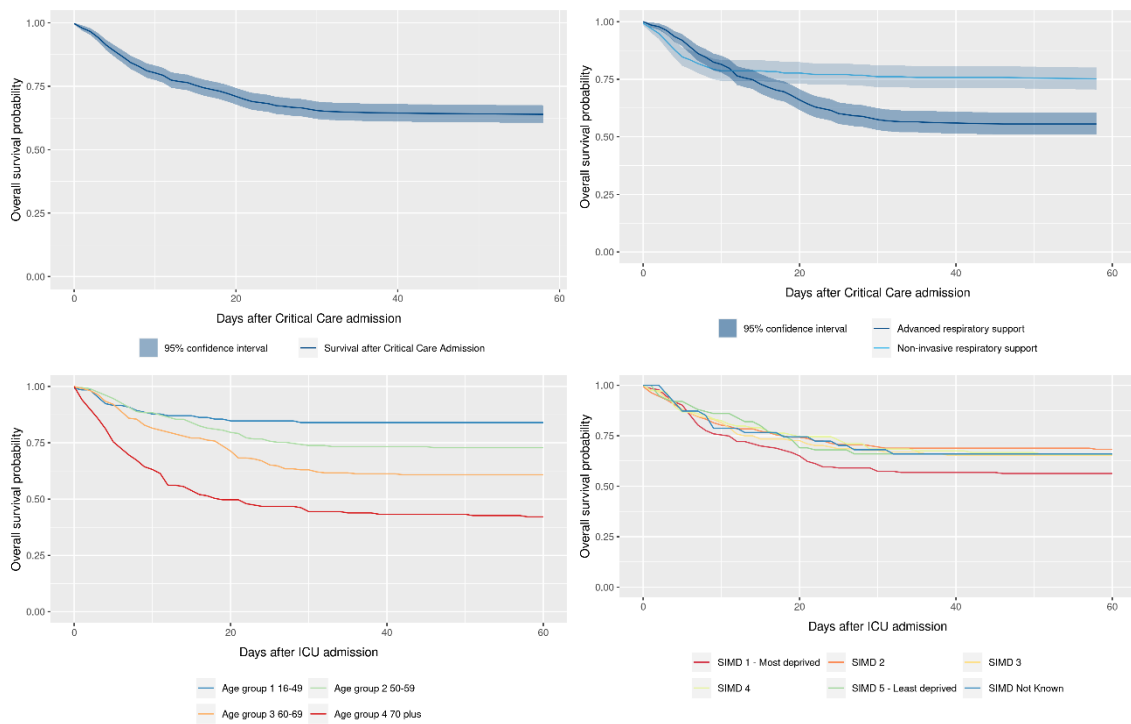 1.00
0.75
0.50
0.25
0.00
Overall survival probability
0
20
40
60
Days after Critical Care admission
95% confidence interval
Survival after Critical Care Admission
1.00
0.75
0.50
0.25
0.00
Overall survival probability
0
20
40
60
Days after Critical Care admission
95% confidence interval
Advanced respiratory support
Non-invasive respiratory support
1.00
0.75
0.50
0.25
0.00
Overall survival probability
0
20
40
60
Days after ICU admission
Age group 1 16-49
Age group 2 50-59
Age group 3 60-69
Age group 4 70 plus
1.00
0.75
0.50
0.25
0.00
Overall survival probability
0
20
40
60
Days after ICU admission
SIMD 1 - Most deprived
SIMD 2
SIMD 3
SIMD 4
SIMD 5 - Least deprived
SIMD Not Known